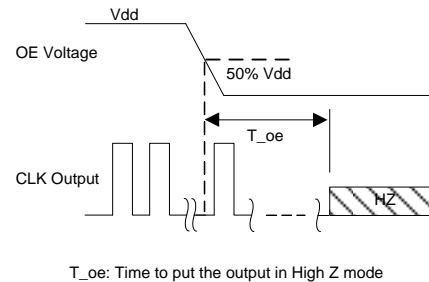 Vdd
OE Voltage
50% Vdd
T_oe
CLK Output
HZ
T_oe: Time to put the output in High Z mode